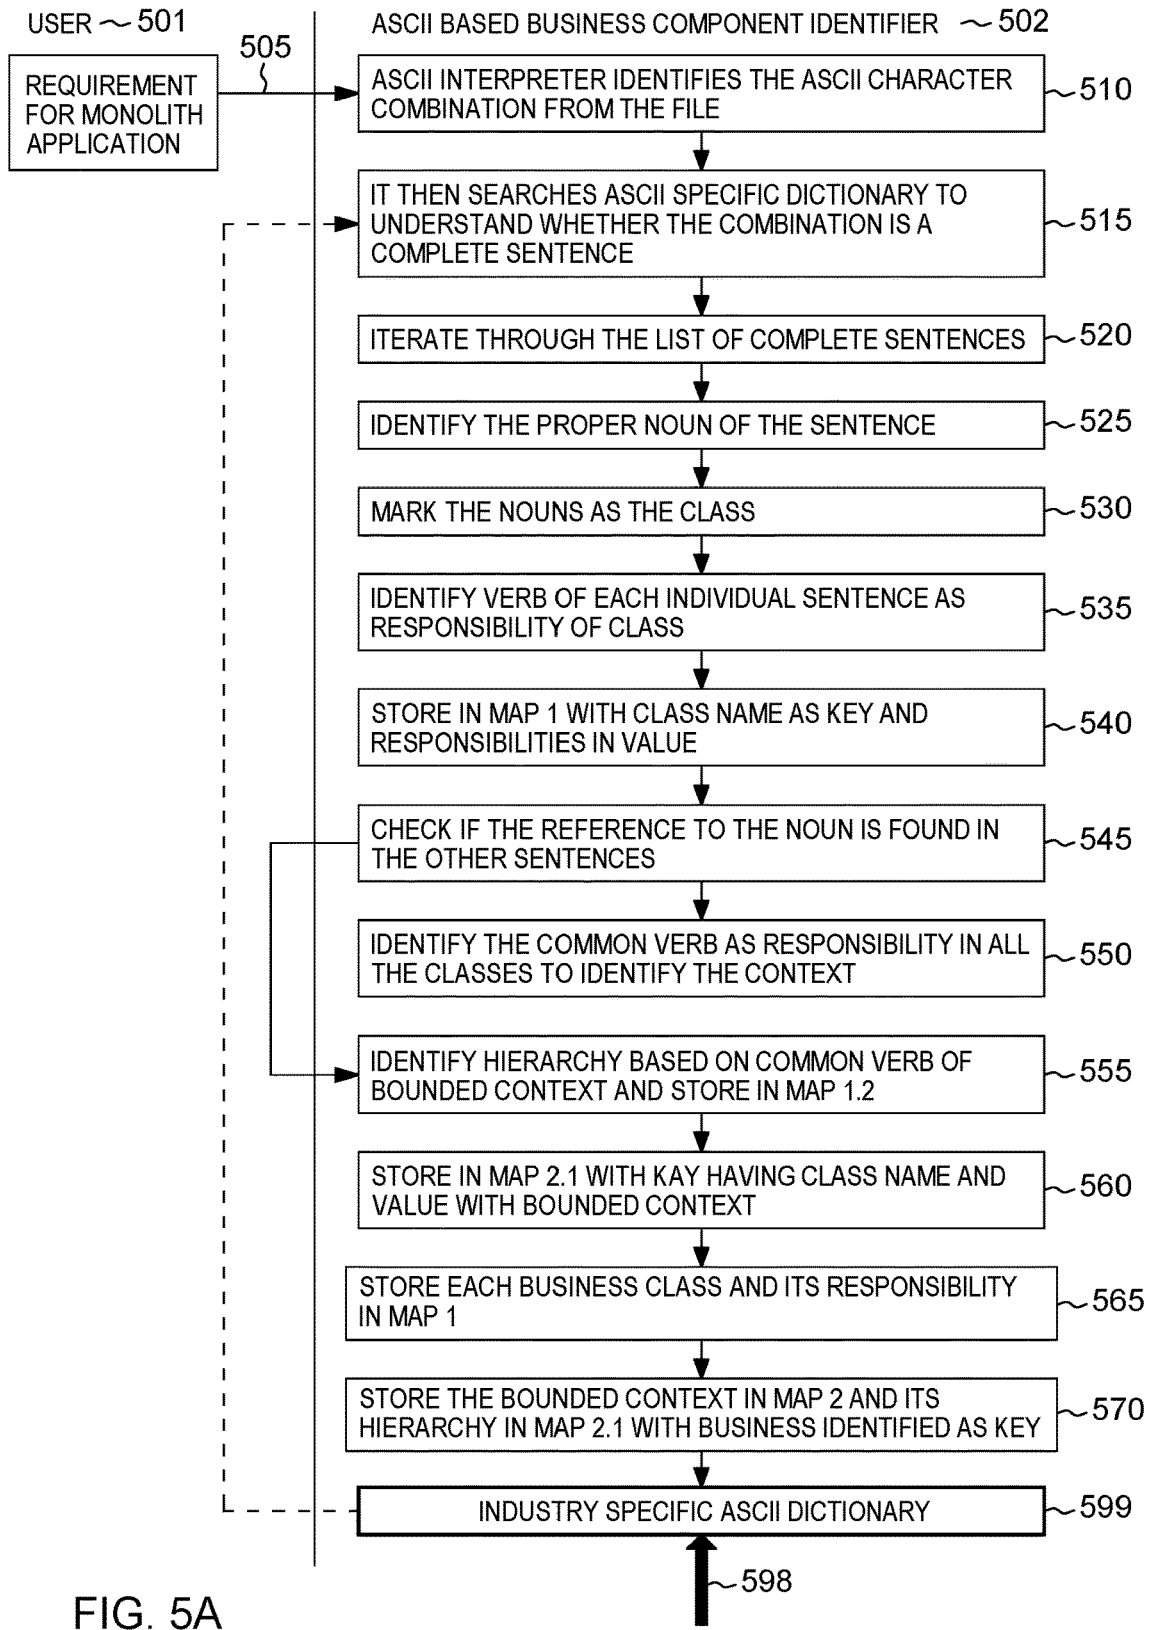 USER 501
ASCII BASED BUSINESS COMPONENT IDENTIFIER 502
REQUIREMENT
FOR MONOLITH
APPLICATION
505
ASCII INTERPRETER IDENTIFIES THE ASCII CHARACTER
COMBINATION FROM THE FILE
510
IT THEN SEARCHES ASCII SPECIFIC DICTIONARY TO
UNDERSTAND WHETHER THE COMBINATION IS A
COMPLETE SENTENCE
515
ITERATE THROUGH THE LIST OF COMPLETE SENTENCES
520
IDENTIFY THE PROPER NOUN OF THE SENTENCE
525
MARK THE NOUNS AS THE CLASS
530
IDENTIFY VERB OF EACH INDIVIDUAL SENTENCE AS
RESPONSIBILITY OF CLASS
535
STORE IN MAP 1 WITH CLASS NAME AS KEY AND
RESPONSIBILITIES IN VALUE
540
CHECK IF THE REFERENCE TO THE NOUN IS FOUND IN
THE OTHER SENTENCES
545
IDENTIFY THE COMMON VERB AS RESPONSIBILITY IN ALL
THE CLASSES TO IDENTIFY THE CONTEXT
550
IDENTIFY HIERARCHY BASED ON COMMON VERB OF
BOUNDED CONTEXT AND STORE IN MAP 1.2
555
STORE IN MAP 2.1 WITH KAY HAVING CLASS NAME AND
VALUE WITH BOUNDED CONTEXT
560
STORE EACH BUSINESS CLASS AND ITS RESPONSIBILITY
IN MAP 1
565
STORE THE BOUNDED CONTEXT IN MAP 2 AND ITS
HIERARCHY IN MAP 2.1 WITH BUSINESS IDENTIFIED AS KEY
570
INDUSTRY SPECIFIC ASCII DICTIONARY
599
598
FIG. 5A